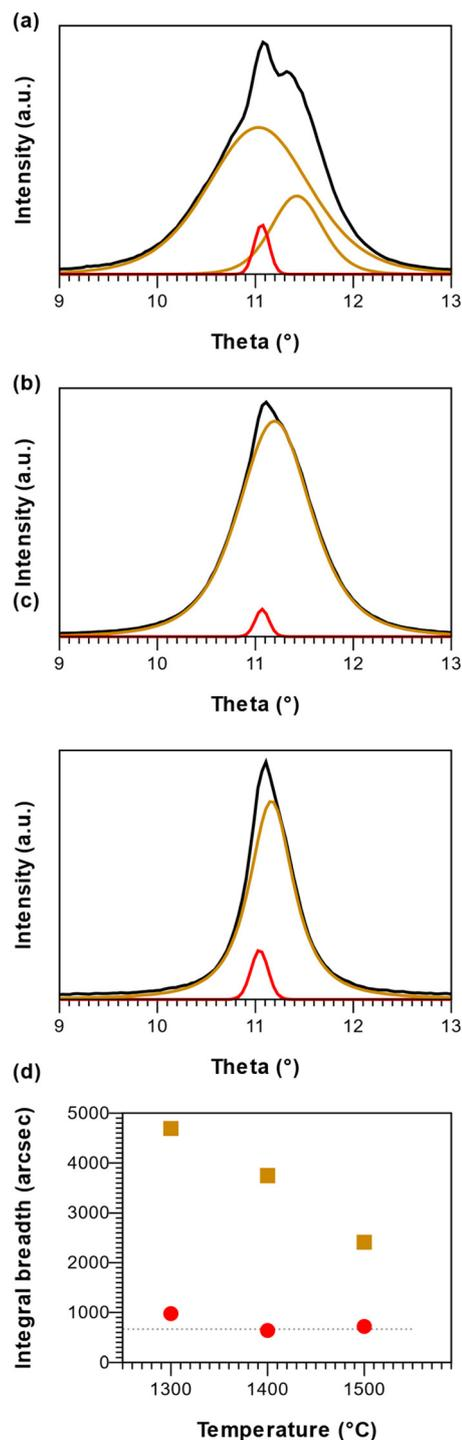 (a)
Intensity (a.u.)
9 10 11 12 13
Theta (°)
(b)
Intensity (a.u.)
(c)
9 10 11 12 13
Theta (°)
Intensity (a.u.)
9 10 11 12 13
Theta (°)
(d)
Integral breadth (arcsec)
5000
4000
3000
2000
1000
0
1300 1400 1500
Temperature (°C)